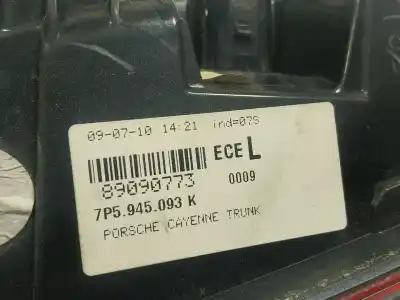 09-07-10 14:21 ind=07S
ECE L
89090773 0009
7P5.945.093 K
PORSCHE CAYENNE TRUNK